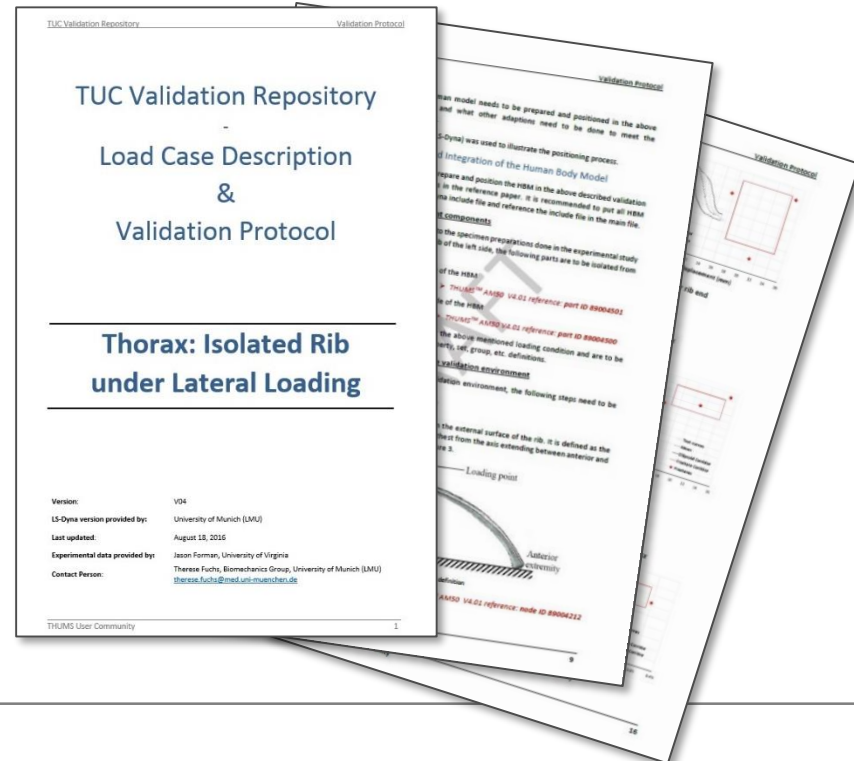 TUC Validation Repository Validation Protocol
TUC Validation Repository
-
Load Case Description
&
Validation Protocol
Thorax: Isolated Rib
under Lateral Loading
Version: V04
LS-Dyna version provided by: University of Munich (LMU)
Last updated: August 18, 2016
Experimental data provided by: Jason Forman, University of Virginia
Contact Person: Therese Fuchs, Biomechanics Group, University of Munich (LMU)
therese.fuchs@med.uni-muenchen.de
THUMS User Community 1
Validation Protocol
man model needs to be prepared and positioned in the above
and what other adaptions need to be done to meet the
S-Dyna) was used to illustrate the positioning process.
d Integration of the Human Body Model
repare and position the HBM in the above described validation
s in the reference paper. It is recommended to put all HBM
na include file and reference the include file in the main file.
t components
to the specimen preparations done in the experimental study
b of the left side, the following parts are to be isolated from
of the HBM
THUMS™ AM50 V4.01 reference: part ID 89004501
le of the HBM
THUMS™ AM50 V4.01 reference: part ID 89004500
the above mentioned loading condition and are to be
erty, set, group, etc. definitions.
validation environment
idation environment, the following steps need to be
n the external surface of the rib. It is defined as the
hest from the axis extending between anterior and
ure 3.
Loading point
Anterior
extremity
definition
AM50 V4.01 reference: node ID 89004212
9
Validation Protocol
placement (mm)
rib end
16